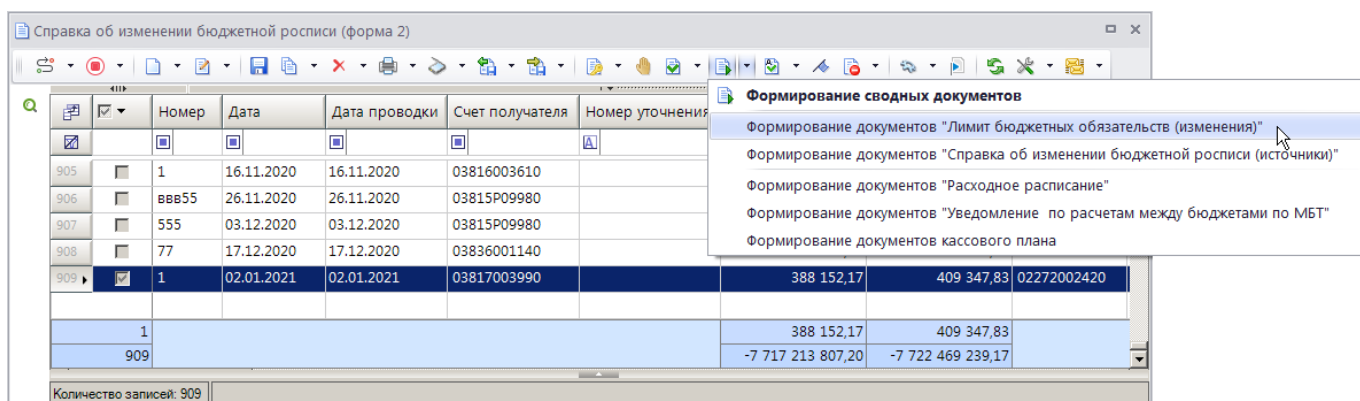 Справка об изменении бюджетной росписи (форма 2)
Формирование сводных документов
Номер Дата Дата проводки Счет получателя Номер уточнения
Формирование документов "Лимит бюджетных обязательств (изменения)"
Формирование документов "Справка об изменении бюджетной росписи (источники)"
905 1 16.11.2020 16.11.2020 03816003610
Формирование документов "Расходное расписание"
906 ввв55 26.11.2020 26.11.2020 03815Р09980
907 555 03.12.2020 03.12.2020 03815Р09980
Формирование документов "Уведомление по расчетам между бюджетами по МБТ"
908 77 17.12.2020 17.12.2020 03836001140
Формирование документов кассового плана
909 1 02.01.2021 02.01.2021 03817003990 388 152,17 409 347,83 02272002420
1 388 152,17 409 347,83
909 -7 717 213 807,20 -7 722 469 239,17
Количество записей: 909